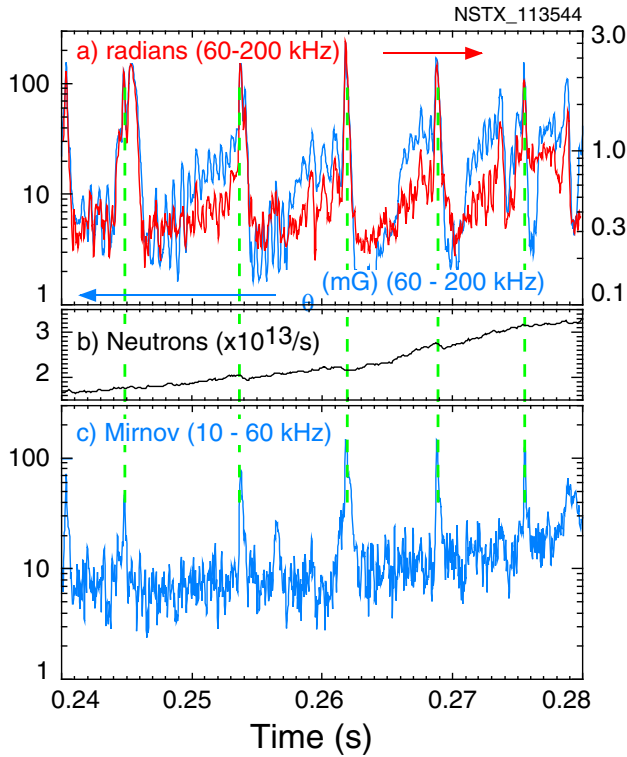 NSTX_113544
a) radians (60-200 kHz)
3.0
100
1.0
10
0.3
θ (mG) (60 - 200 kHz)
1
0.1
b) Neutrons (x10^13/s)
3
2
c) Mirnov (10 - 60 kHz)
100
10
1
0.24 0.25 0.26 0.27 0.28
Time (s)